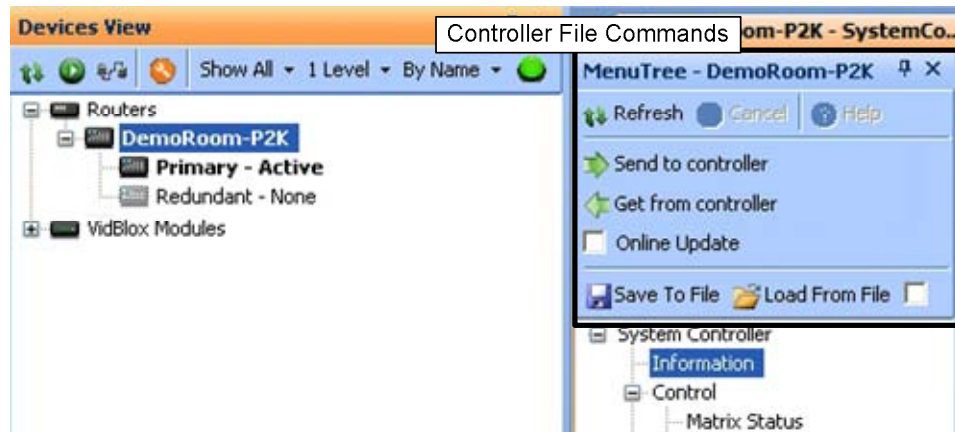 Devices View
Controller File Commands
om-P2K - SystemCo..
Show All 1 Level By Name
MenuTree - DemoRoom-P2K
Routers
Refresh Cancel Help
DemoRoom-P2K
Primary - Active
Send to controller
Redundant - None
Get from controller
VidBlox Modules
Online Update
Save To File Load From File
System Controller
Information
Control
Matrix Status